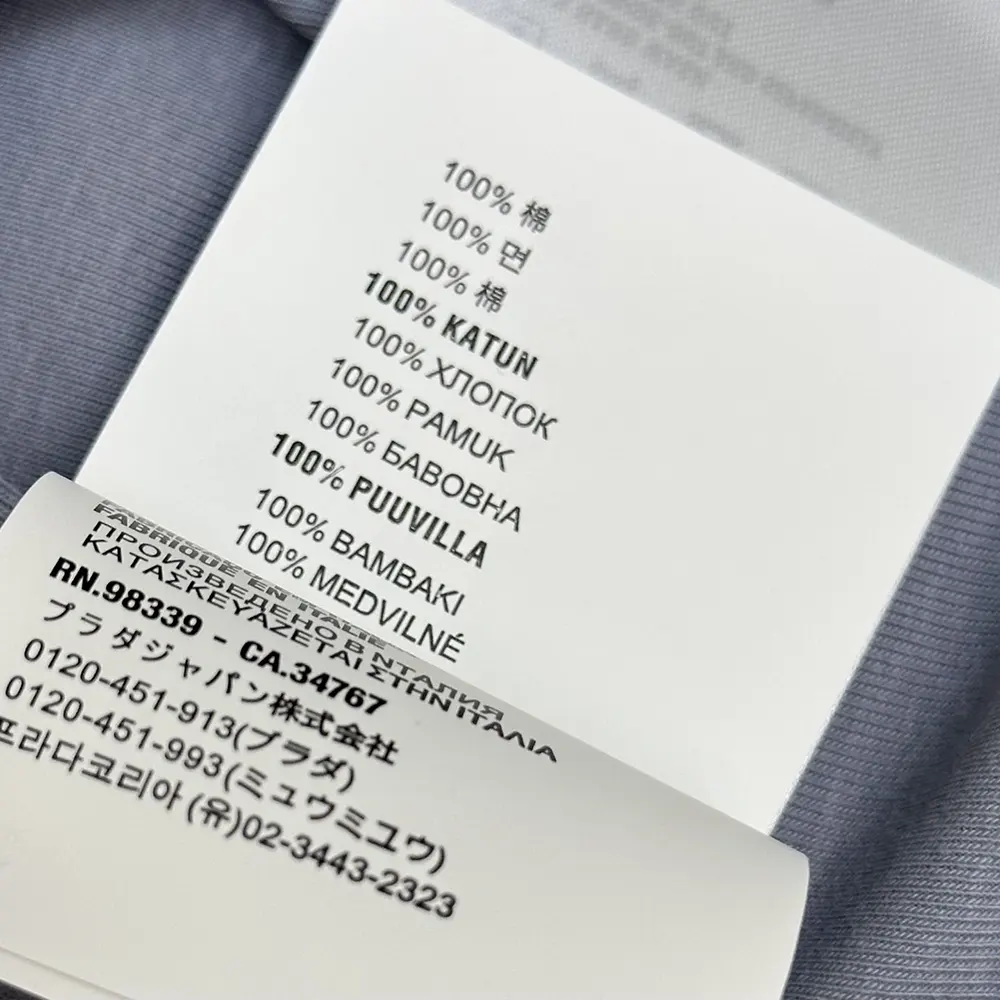 100% 棉
100% 면
100% 棉
100% KATUN
100% ХЛОПОК
100% PAMUK
100% БАВОВНА
100% PUUVILLA
100% BAMBAKI
100% MEDVILNÉ
FABRIQUÉ EN ITALIE
ПРОИЗВЕДЕНО В ИТАЛИЯ
ΚΑΤΑΣΚΕΥΑΖΕΤΑΙ ΣΤΗΝ ΙΤΑΛΙΑ
RN.98339 - CA.34767
プラダジャパン株式会社
0120-451-913(プラダ)
0120-451-993(ミュウミユウ)
프라다코리아 (유)02-3443-2323